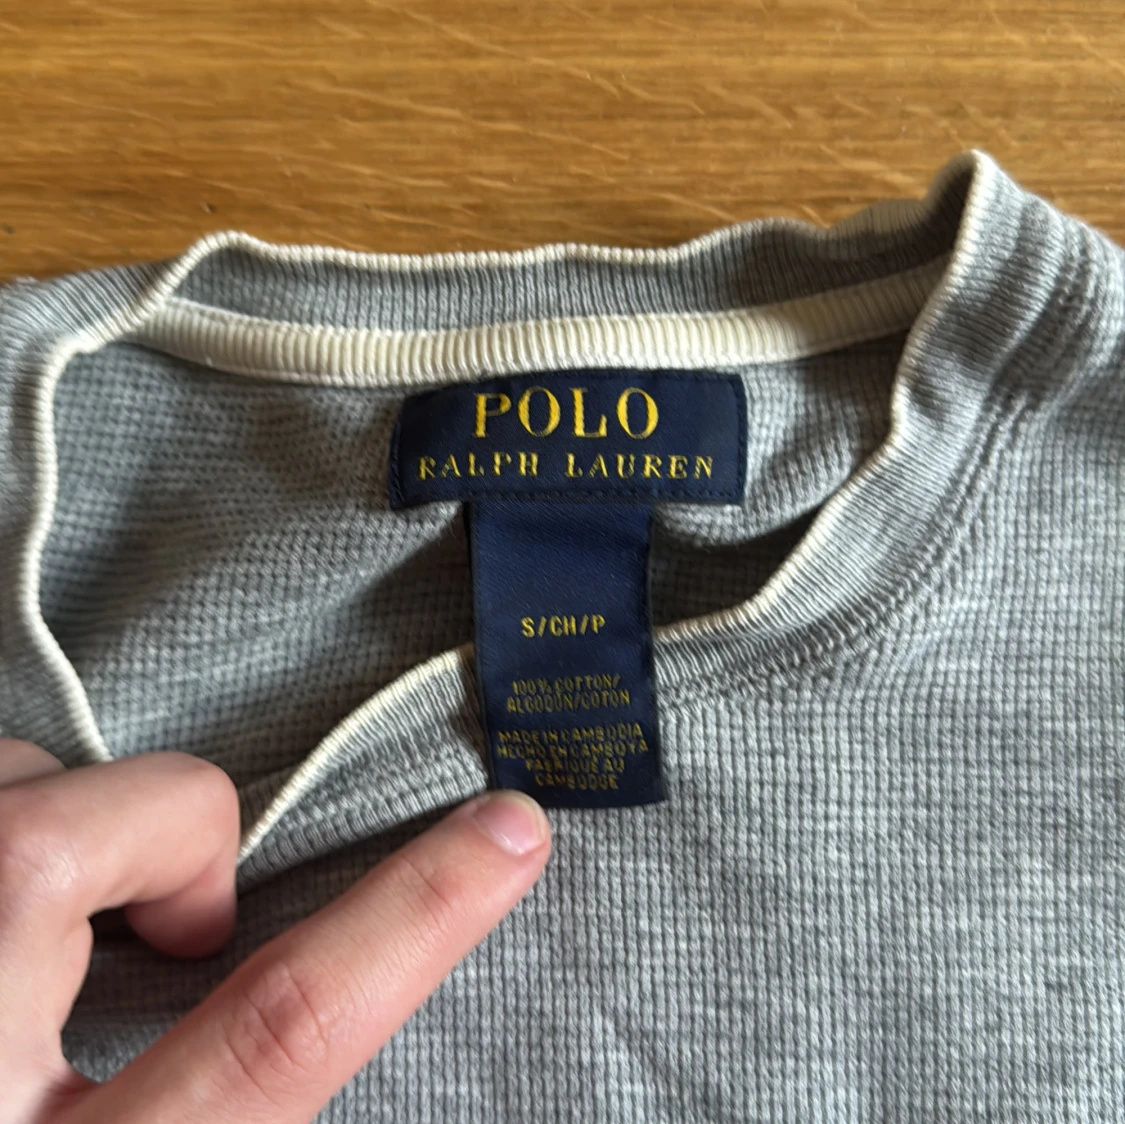 POLO
RALPH LAUREN
S/CH/P
100% COTTON/
ALGODON/COTON
MADE IN CAMBODIA
HECHO EN CAMBOYA
FABRIQUE AU
CAMBODGE